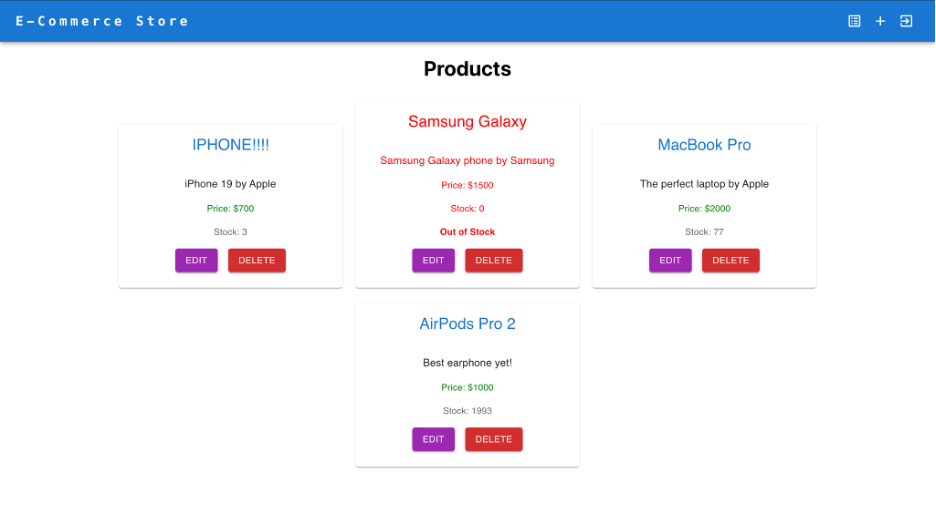 E-Commerce Store
Products
IPHONE!!!!
iPhone 19 by Apple
Price: $700
Stock: 3
EDIT DELETE
Samsung Galaxy
Samsung Galaxy phone by Samsung
Price: $1500
Stock: 0
Out of Stock
EDIT DELETE
MacBook Pro
The perfect laptop by Apple
Price: $2000
Stock: 77
EDIT DELETE
AirPods Pro 2
Best earphone yet!
Price: $1000
Stock: 1993
EDIT DELETE